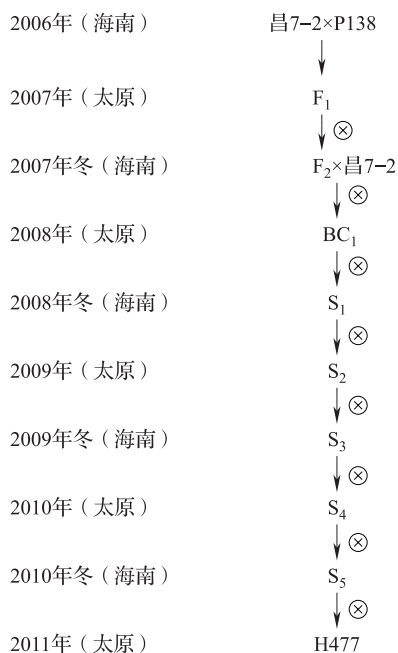 2006年（海南） 昌7-2×P138
2007年（太原） F₁
⊗
2007年冬（海南） F₂×昌7-2
⊗
2008年（太原） BC₁
⊗
2008年冬（海南） S₁
⊗
2009年（太原） S₂
⊗
2009年冬（海南） S₃
⊗
2010年（太原） S₄
⊗
2010年冬（海南） S₅
⊗
2011年（太原） H477